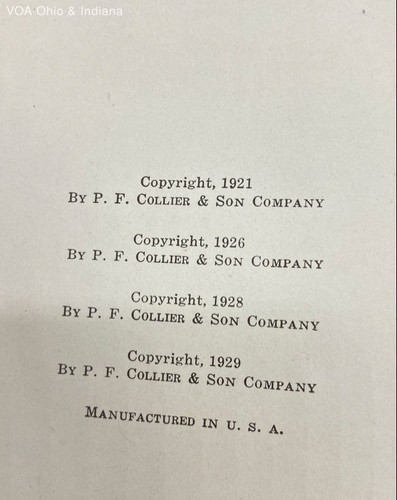 VOA Ohio & Indiana
Copyright, 1921
By P. F. Collier & Son Company
Copyright, 1926
By P. F. Collier & Son Company
Copyright, 1928
By P. F. Collier & Son Company
Copyright, 1929
By P. F. Collier & Son Company
Manufactured in U. S. A.